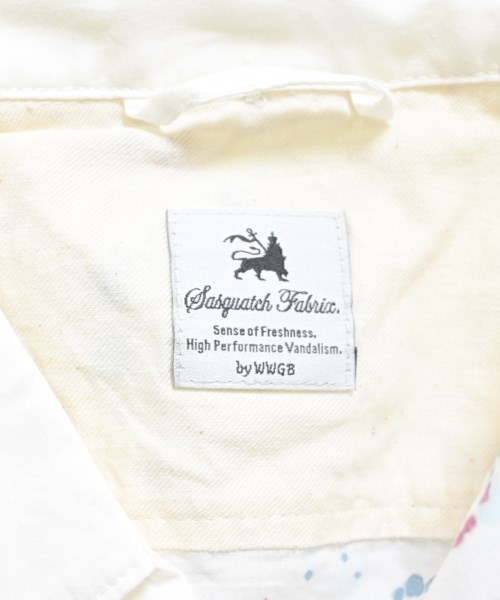 Sasquatch Fabrix.
Sense of Freshness.
High Performance Vandalism.
by WWGB